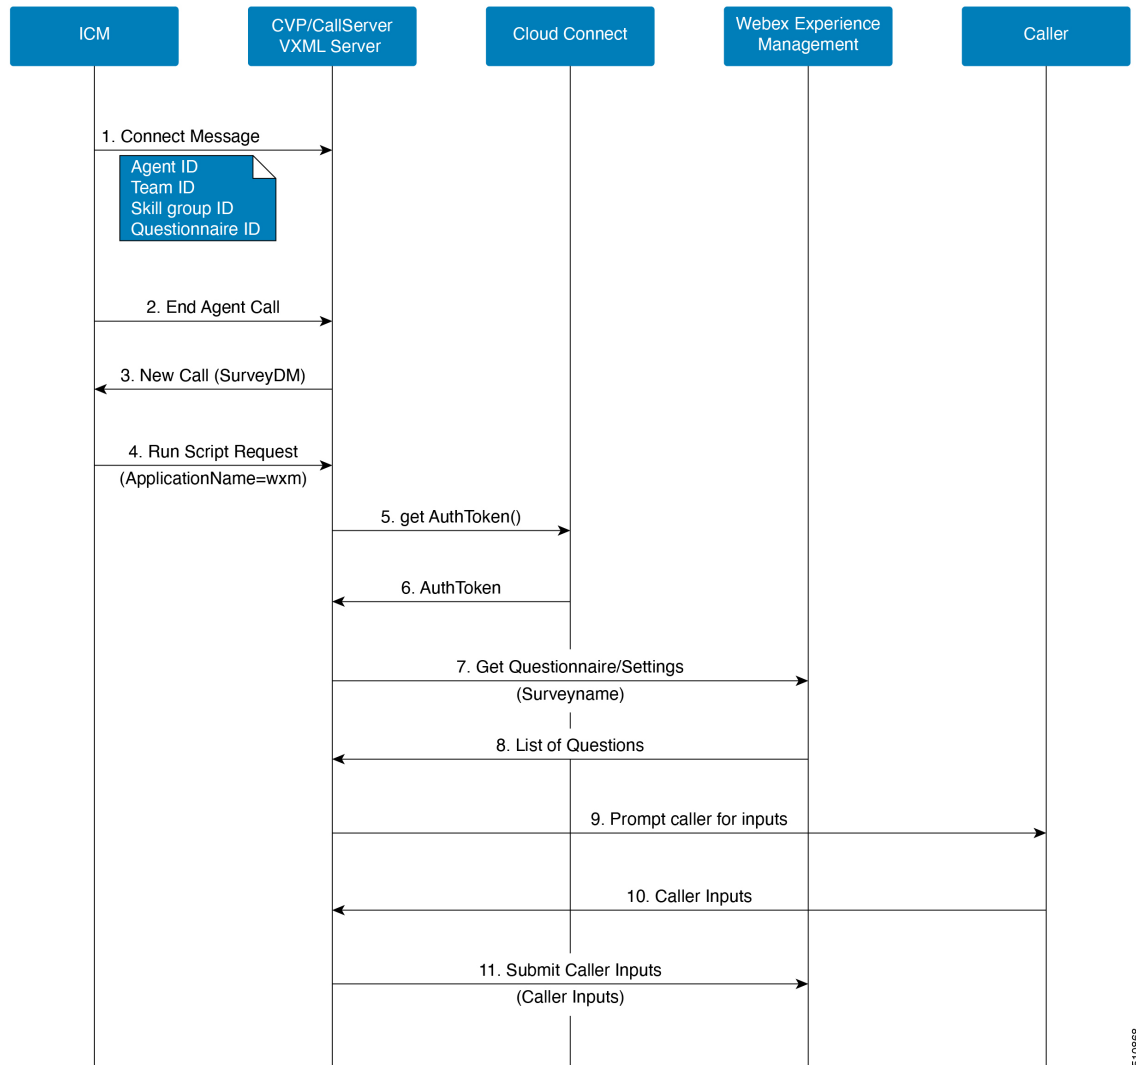 ICM
CVP/CallServer
VXML Server
Cloud Connect
Webex Experience
Management
Caller
1. Connect Message
Agent ID
Team ID
Skill group ID
Questionnaire ID
2. End Agent Call
3. New Call (SurveyDM)
4. Run Script Request
(ApplicationName=wxm)
5. get AuthToken()
6. AuthToken
7. Get Questionnaire/Settings
(Surveyname)
8. List of Questions
9. Prompt caller for inputs
10. Caller Inputs
11. Submit Caller Inputs
(Caller Inputs)